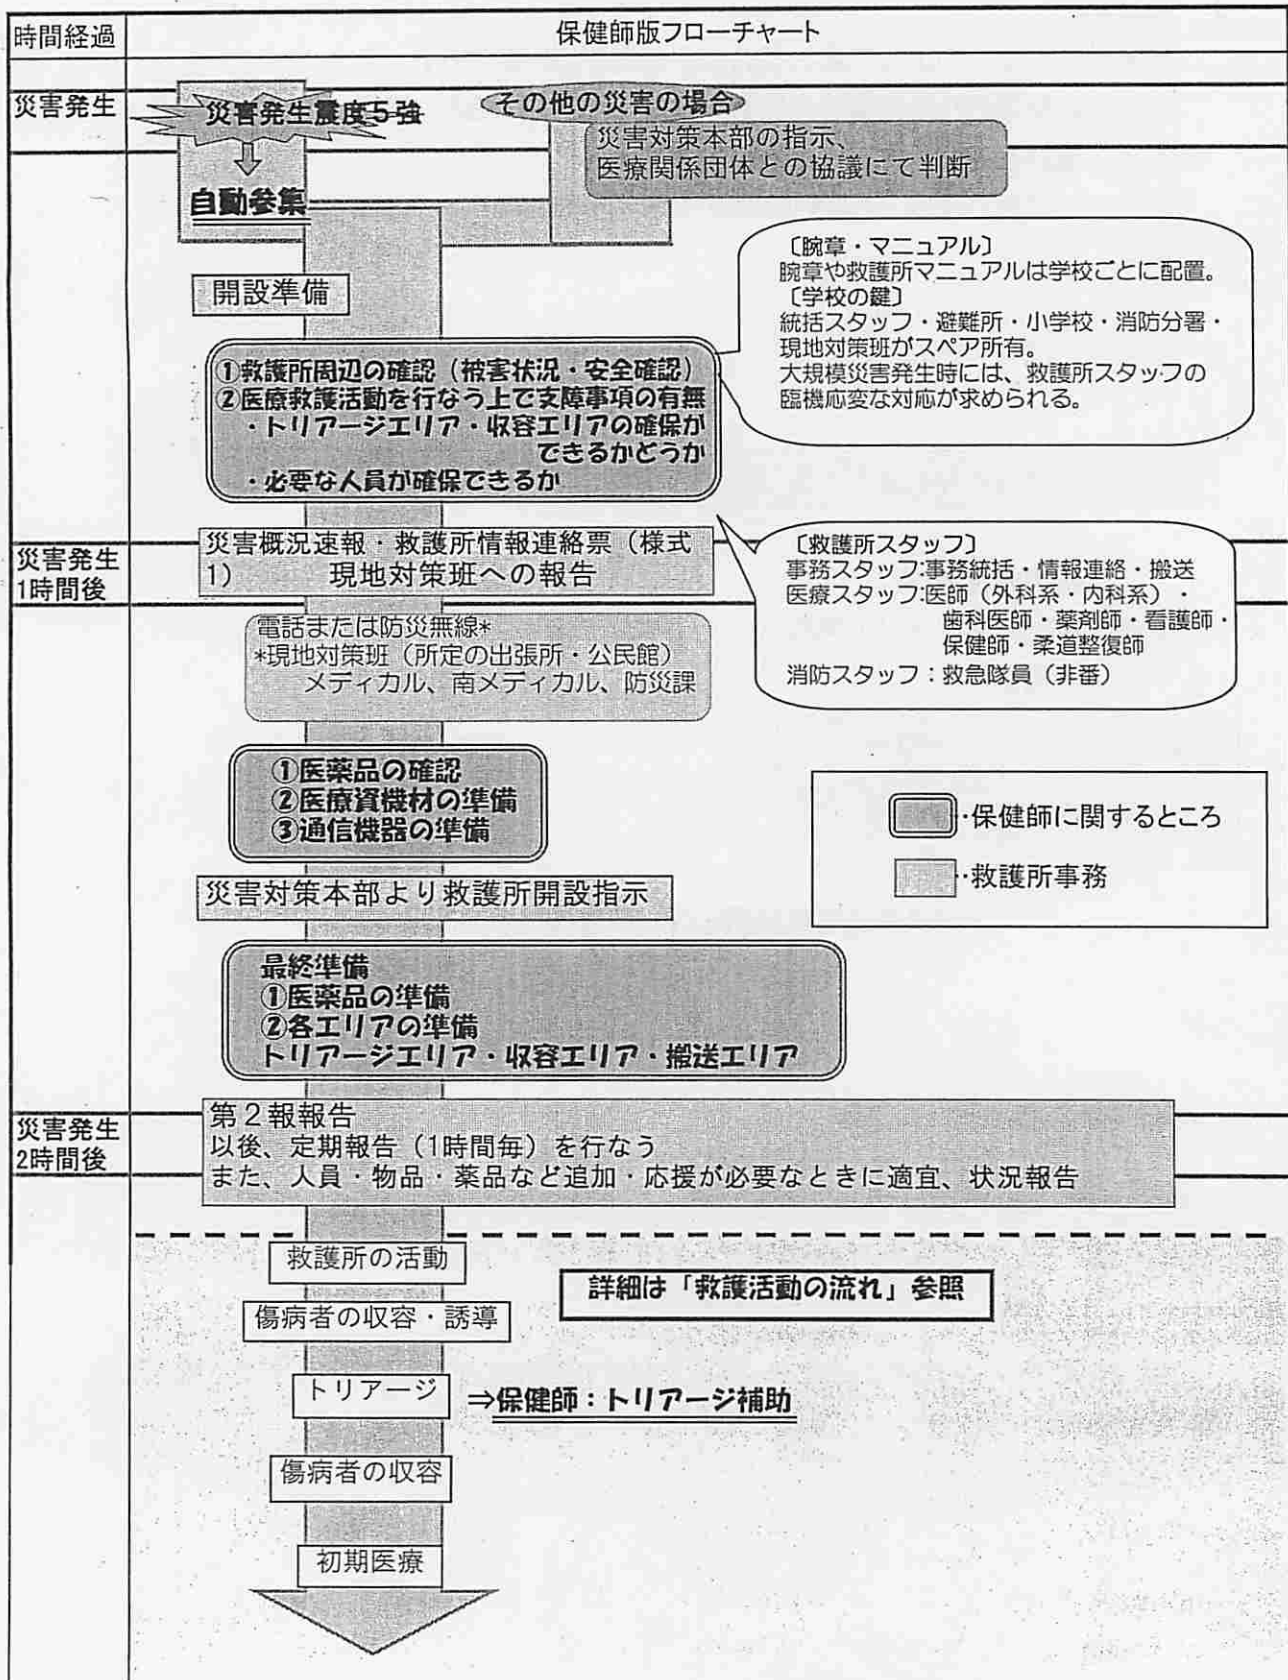 時間経過
保健師版フローチャート
災害発生
災害発生震度5強
その他の災害の場合
災害対策本部の指示、
医療関係団体との協議にて判断
自動参集
〔腕章・マニュアル〕
腕章や救護所マニュアルは学校ごとに配置。
〔学校の鍵〕
統括スタッフ・避難所・小学校・消防分署・
現地対策班がスペア所有。
大規模災害発生時には、救護所スタッフの
臨機応変な対応が求められる。
開設準備
①救護所周辺の確認（被害状況・安全確認）
②医療救護活動を行なう上で支障事項の有無
・トリアージエリア・収容エリアの確保が
できるかどうか
・必要な人員が確保できるか
災害発生
1時間後
災害概況速報・救護所情報連絡票（様式
1）　　　現地対策班への報告
〔救護所スタッフ〕
事務スタッフ:事務統括・情報連絡・搬送
医療スタッフ:医師（外科系・内科系）・
歯科医師・薬剤師・看護師・
保健師・柔道整復師
消防スタッフ：救急隊員（非番）
電話または防災無線*
*現地対策班（所定の出張所・公民館）
メディカル、南メディカル、防災課
①医薬品の確認
②医療資機材の準備
③通信機器の準備
‥保健師に関するところ
‥救護所事務
災害対策本部より救護所開設指示
最終準備
①医薬品の準備
②各エリアの準備
トリアージエリア・収容エリア・搬送エリア
災害発生
2時間後
第２報報告
以後、定期報告（1時間毎）を行なう
また、人員・物品・薬品など追加・応援が必要なときに適宜、状況報告
救護所の活動
詳細は「救護活動の流れ」参照
傷病者の収容・誘導
トリアージ
⇒保健師：トリアージ補助
傷病者の収容
初期医療